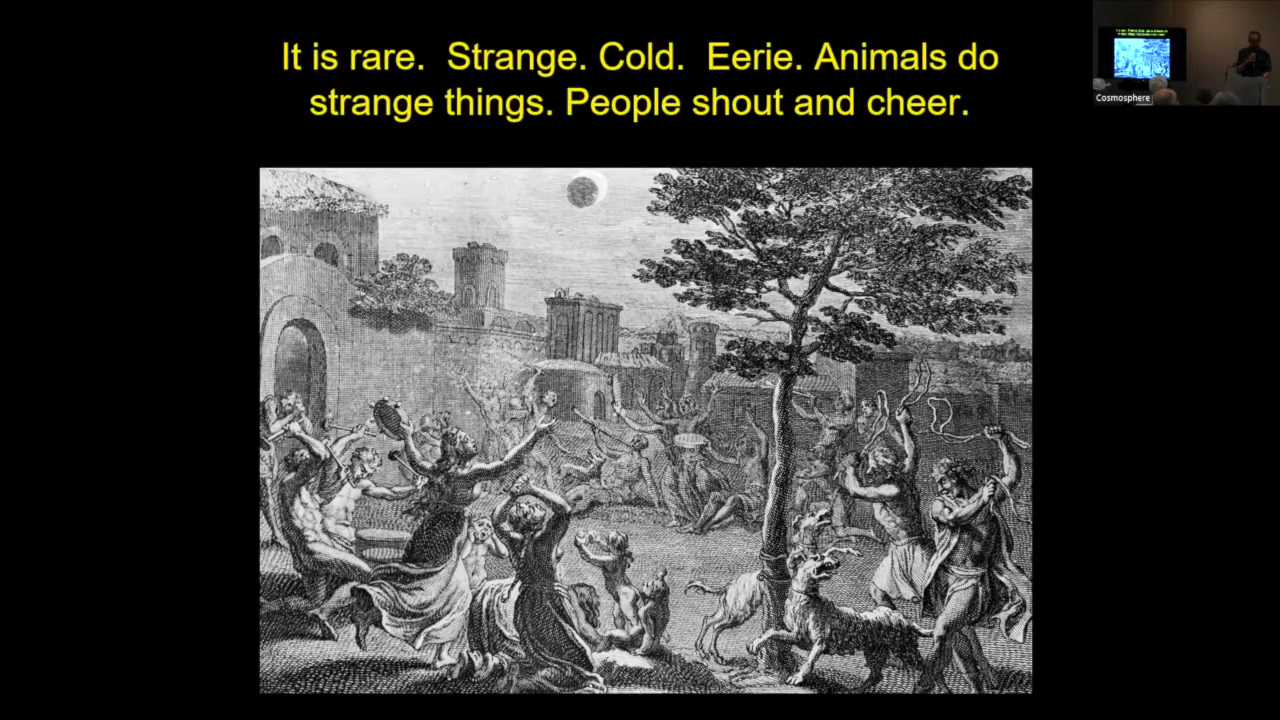 It is rare.  Strange. Cold.  Eerie. Animals do
strange things. People shout and cheer.
Cosmosphere